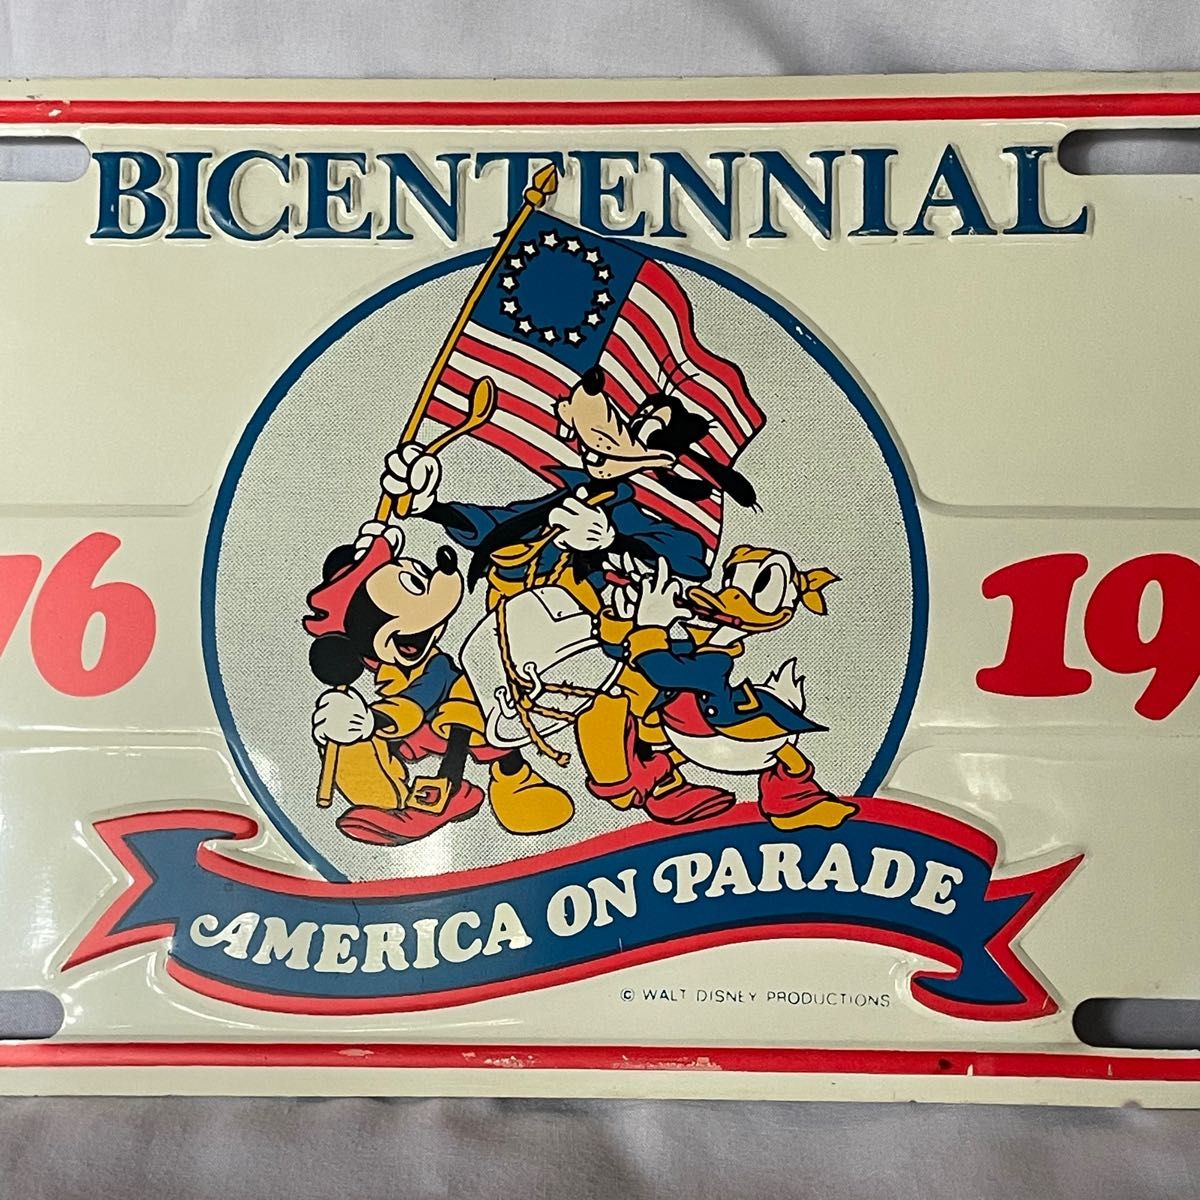 BICENTENNIAL
76 19
AMERICA ON PARADE
© WALT DISNEY PRODUCTIONS